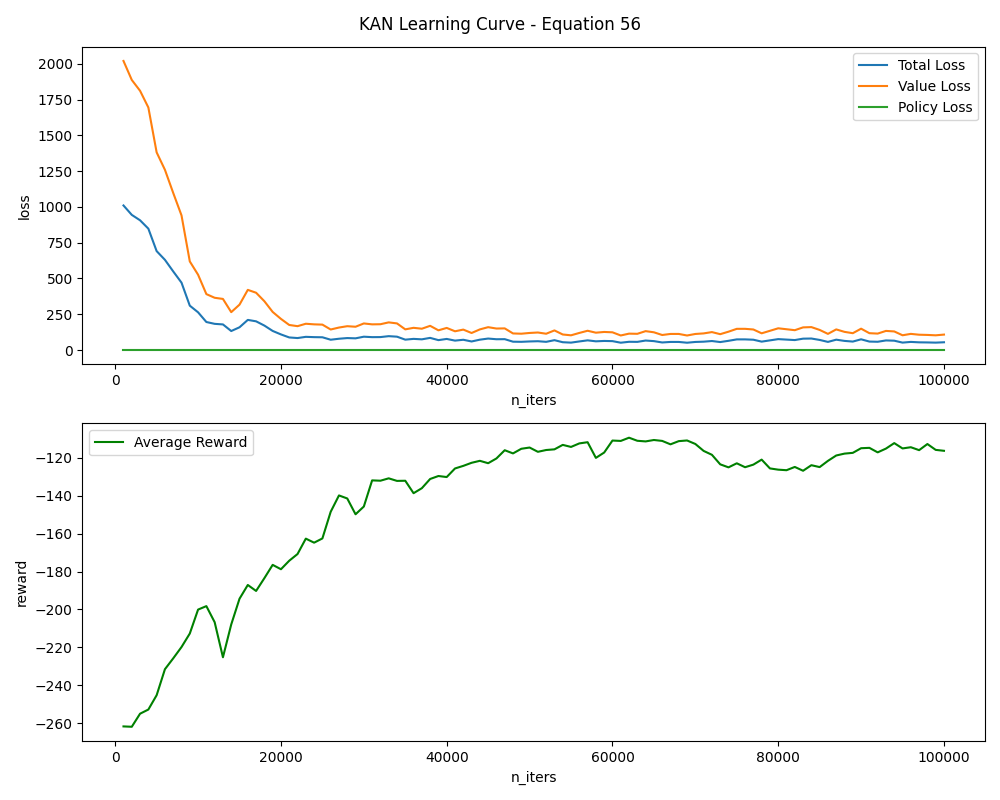 KAN Learning Curve - Equation 56
2000
1750
1500
1250
1000
750
500
250
0
loss
Total Loss
Value Loss
Policy Loss
0 20000 40000 60000 80000 100000
n_iters
Average Reward
−120
−140
−160
−180
−200
−220
−240
−260
reward
0 20000 40000 60000 80000 100000
n_iters